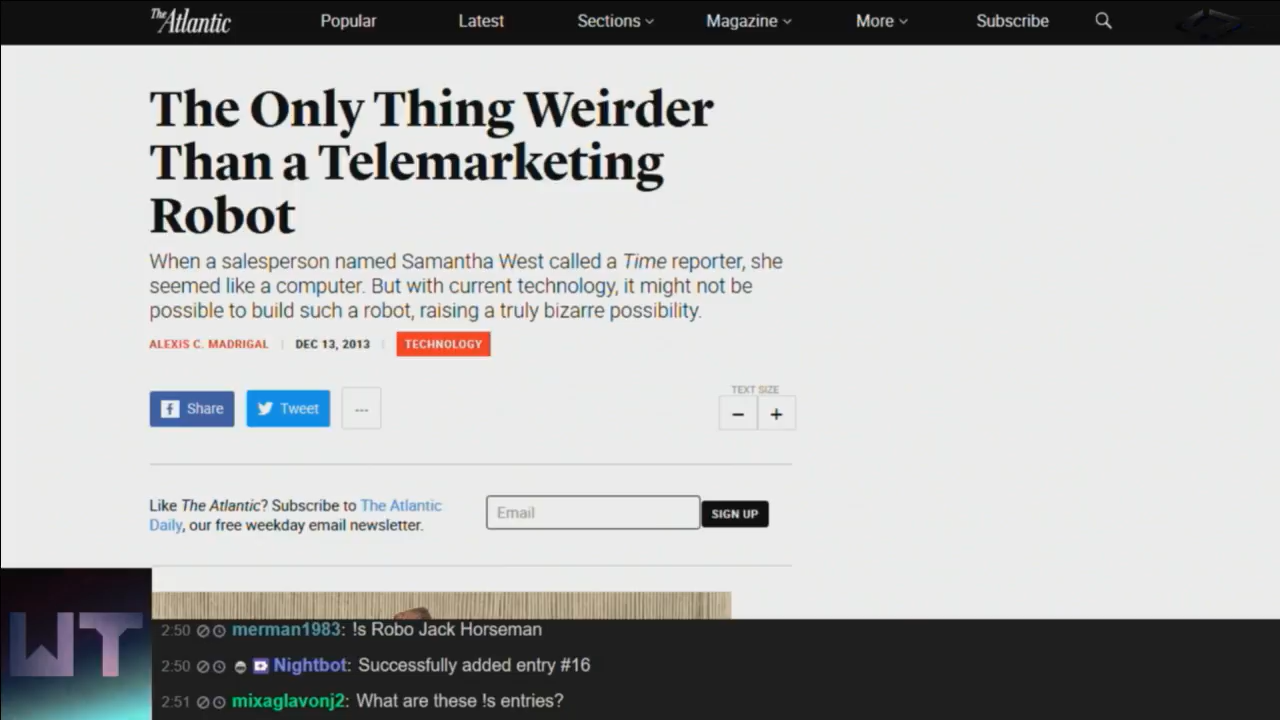 The Atlantic
Popular
Latest
Sections
Magazine
More
Subscribe
The Only Thing Weirder
Than a Telemarketing
Robot
When a salesperson named Samantha West called a Time reporter, she
seemed like a computer. But with current technology, it might not be
possible to build such a robot, raising a truly bizarre possibility.
ALEXIS C. MADRIGAL | DEC 13, 2013 | TECHNOLOGY
TEXT SIZE
Share
Tweet
...
− +
Like The Atlantic? Subscribe to The Atlantic
Daily, our free weekday email newsletter.
Email
SIGN UP
WT
2:50 merman1983: !s Robo Jack Horseman
2:50 Nightbot: Successfully added entry #16
2:51 mixaglavonj2: What are these !s entries?